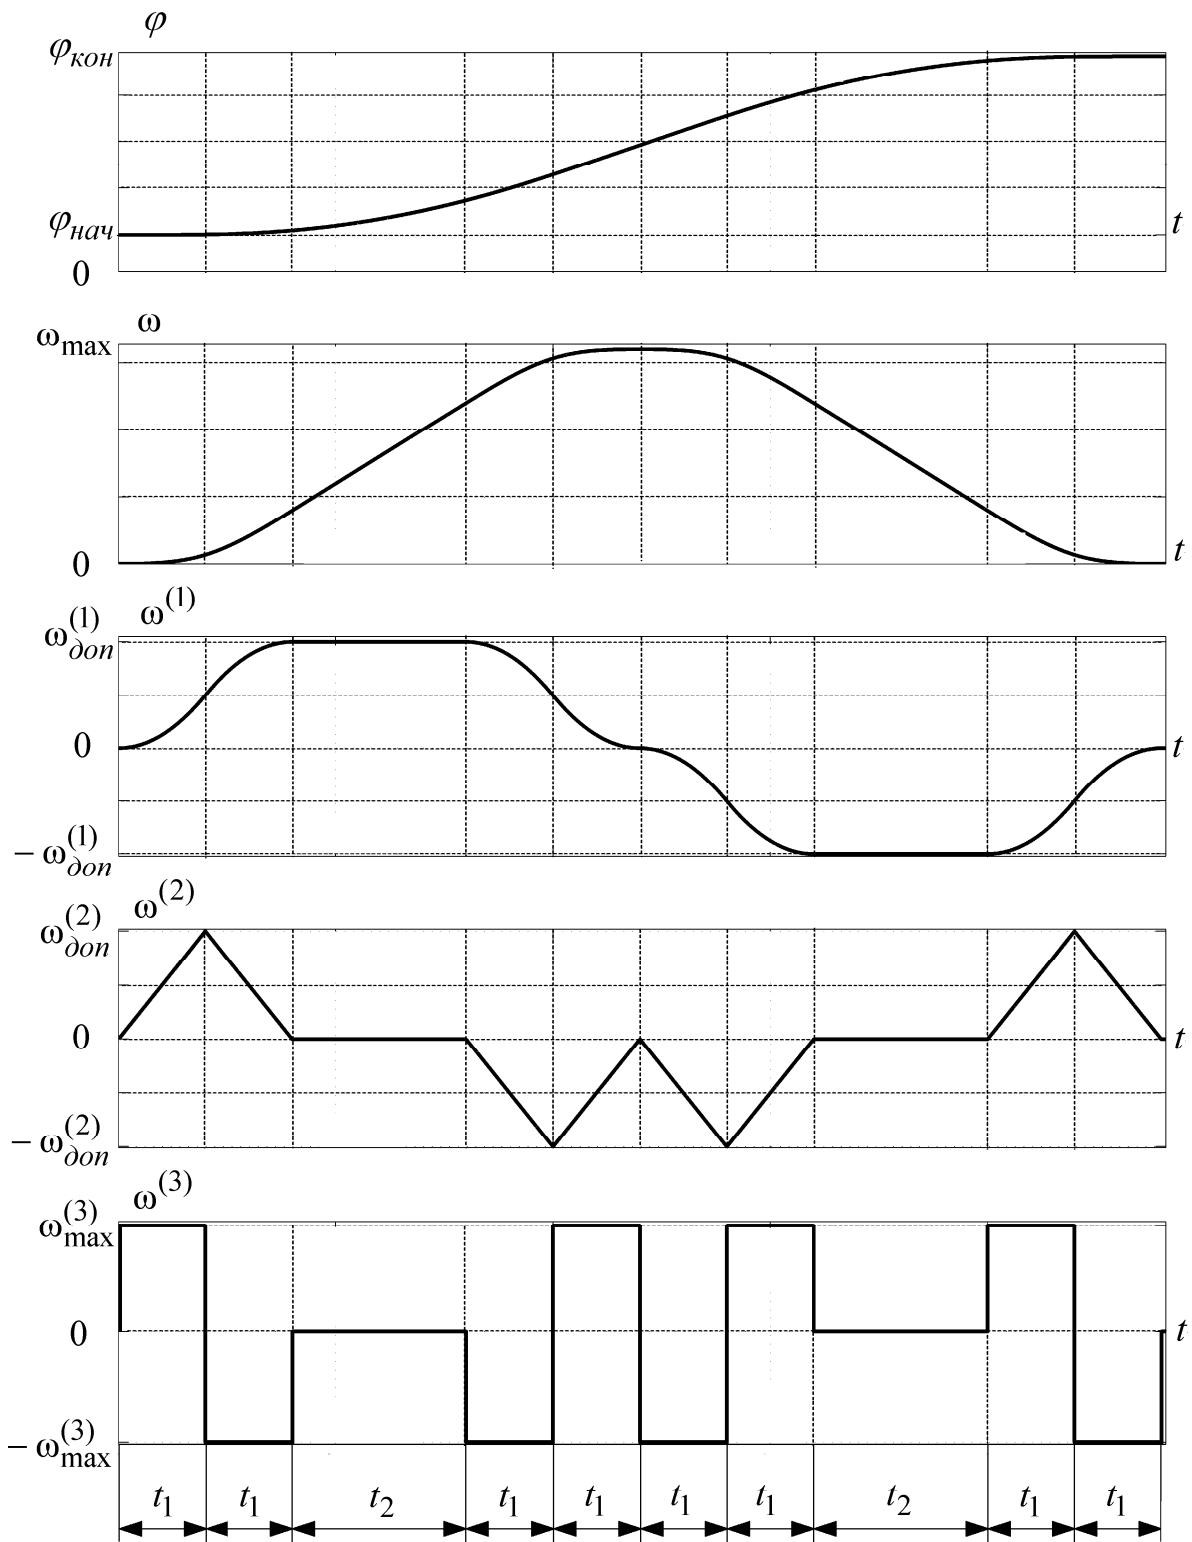 φ
φкон
φнач
t
0
ω
ωmax
t
0
ω(1)
ω(1)доп
0
t
− ω(1)доп
ω(2)
ω(2)доп
0
t
− ω(2)доп
ω(3)
ω(3)max
0
t
− ω(3)max
t1 t1 t2 t1 t1 t1 t1 t2 t1 t1